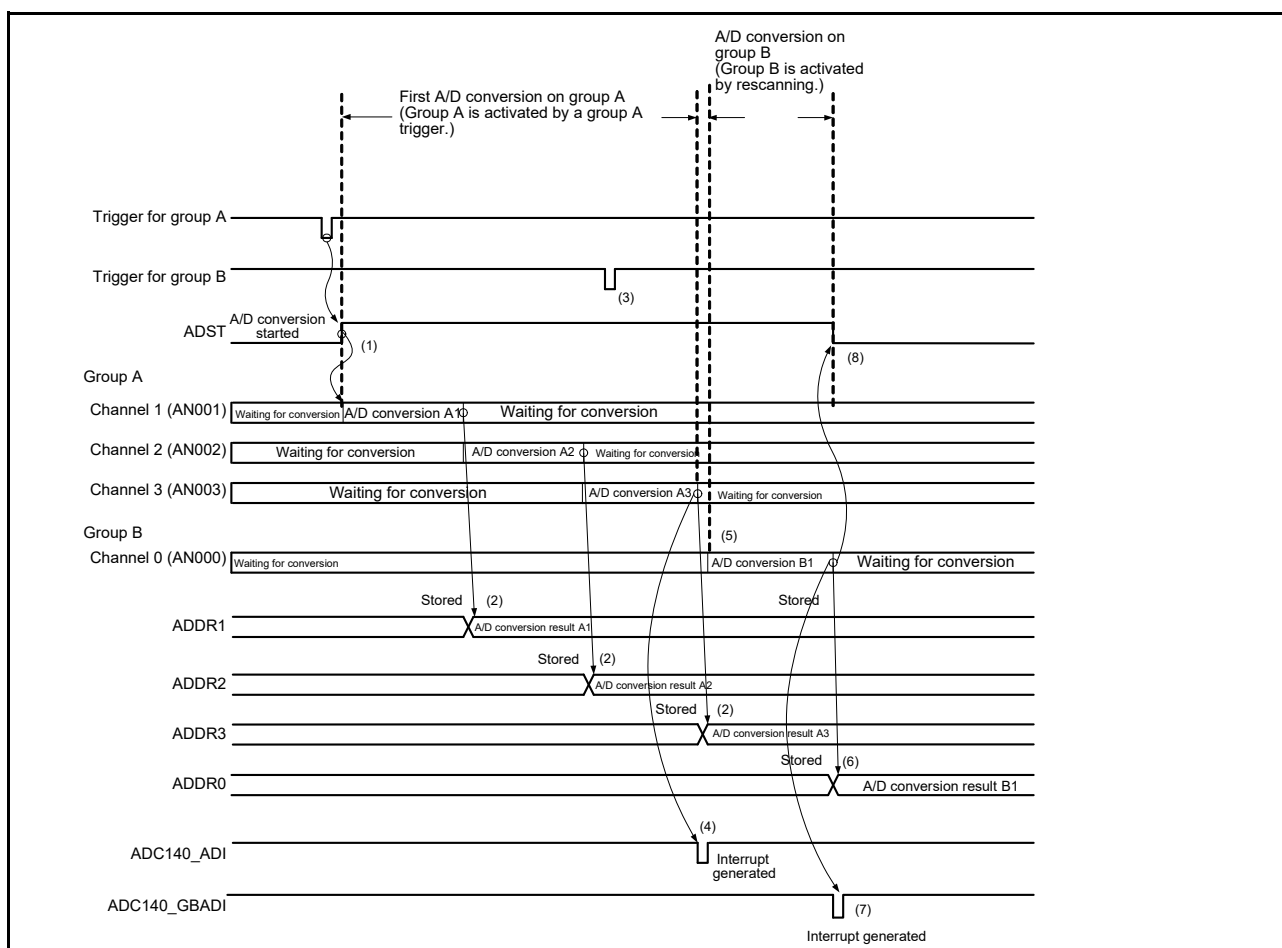 A/D conversion on
group B
(Group B is activated
by rescanning.)
First A/D conversion on group A
(Group A is activated by a group A
trigger.)
Trigger for group A
Trigger for group B
(3)
A/D conversion
started
ADST
(1)
(8)
Group A
Channel 1 (AN001)
Waiting for conversion
A/D conversion A1
Waiting for conversion
Channel 2 (AN002)
Waiting for conversion
A/D conversion A2
Waiting for conversion
Channel 3 (AN003)
Waiting for conversion
A/D conversion A3
Waiting for conversion
Group B
(5)
Channel 0 (AN000)
Waiting for conversion
A/D conversion B1
Waiting for conversion
Stored (2)
Stored
ADDR1
A/D conversion result A1
Stored (2)
ADDR2
A/D conversion result A2
Stored (2)
ADDR3
A/D conversion result A3
Stored (6)
ADDR0
A/D conversion result B1
(4)
ADC140_ADI
Interrupt
generated
ADC140_GBADI
(7)
Interrupt generated